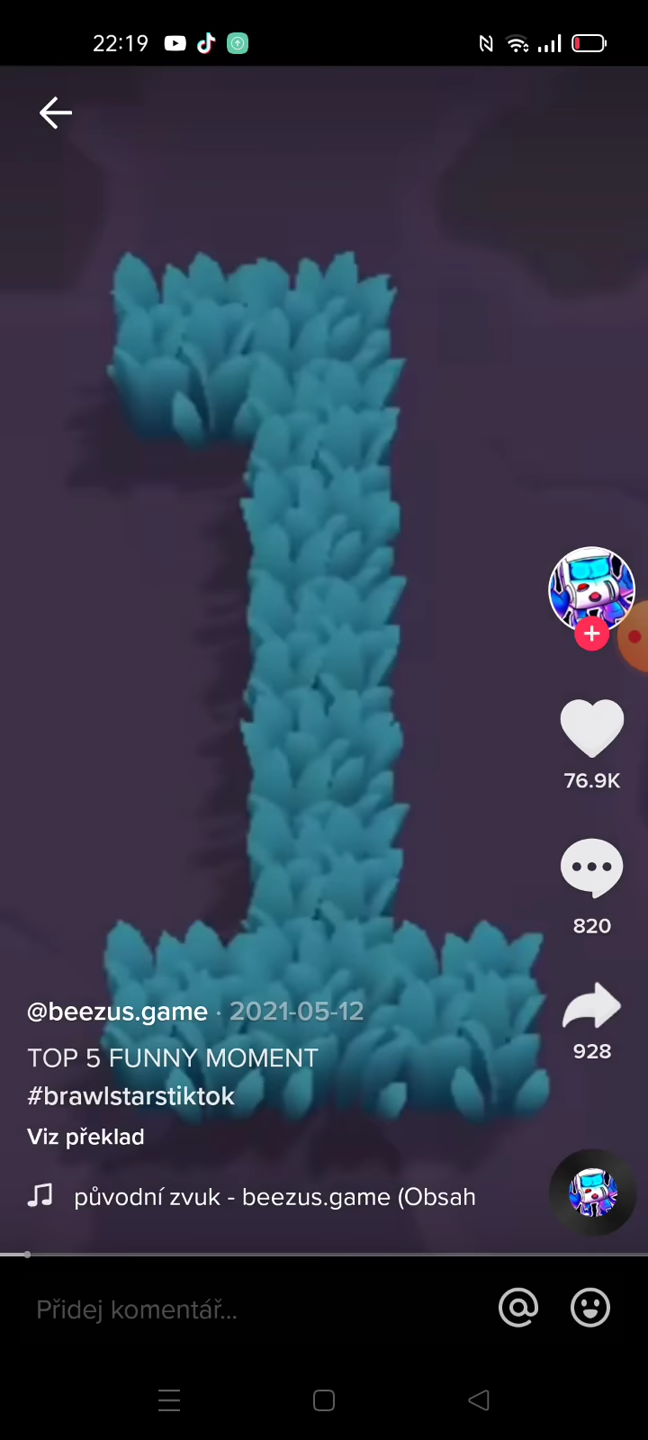 22:19
1
76.9K
820
@beezus.game · 2021-05-12
928
TOP 5 FUNNY MOMENT
#brawlstarstiktok
Viz překlad
původní zvuk - beezus.game (Obsah
Přidej komentář...